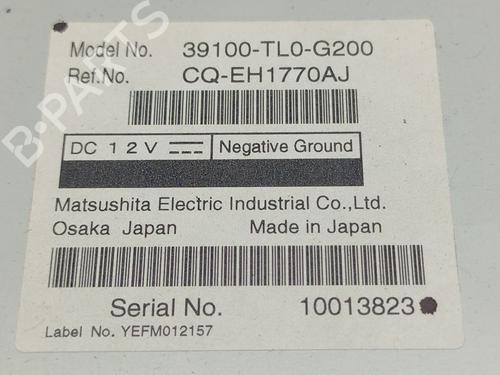 Model No. 39100-TL0-G200
Ref.No. CQ-EH1770AJ
DC 12V Negative Ground
Matsushita Electric Industrial Co.,Ltd.
Osaka Japan Made in Japan
Serial No. 10013823
Label No. YEFM012157
B-PARTS